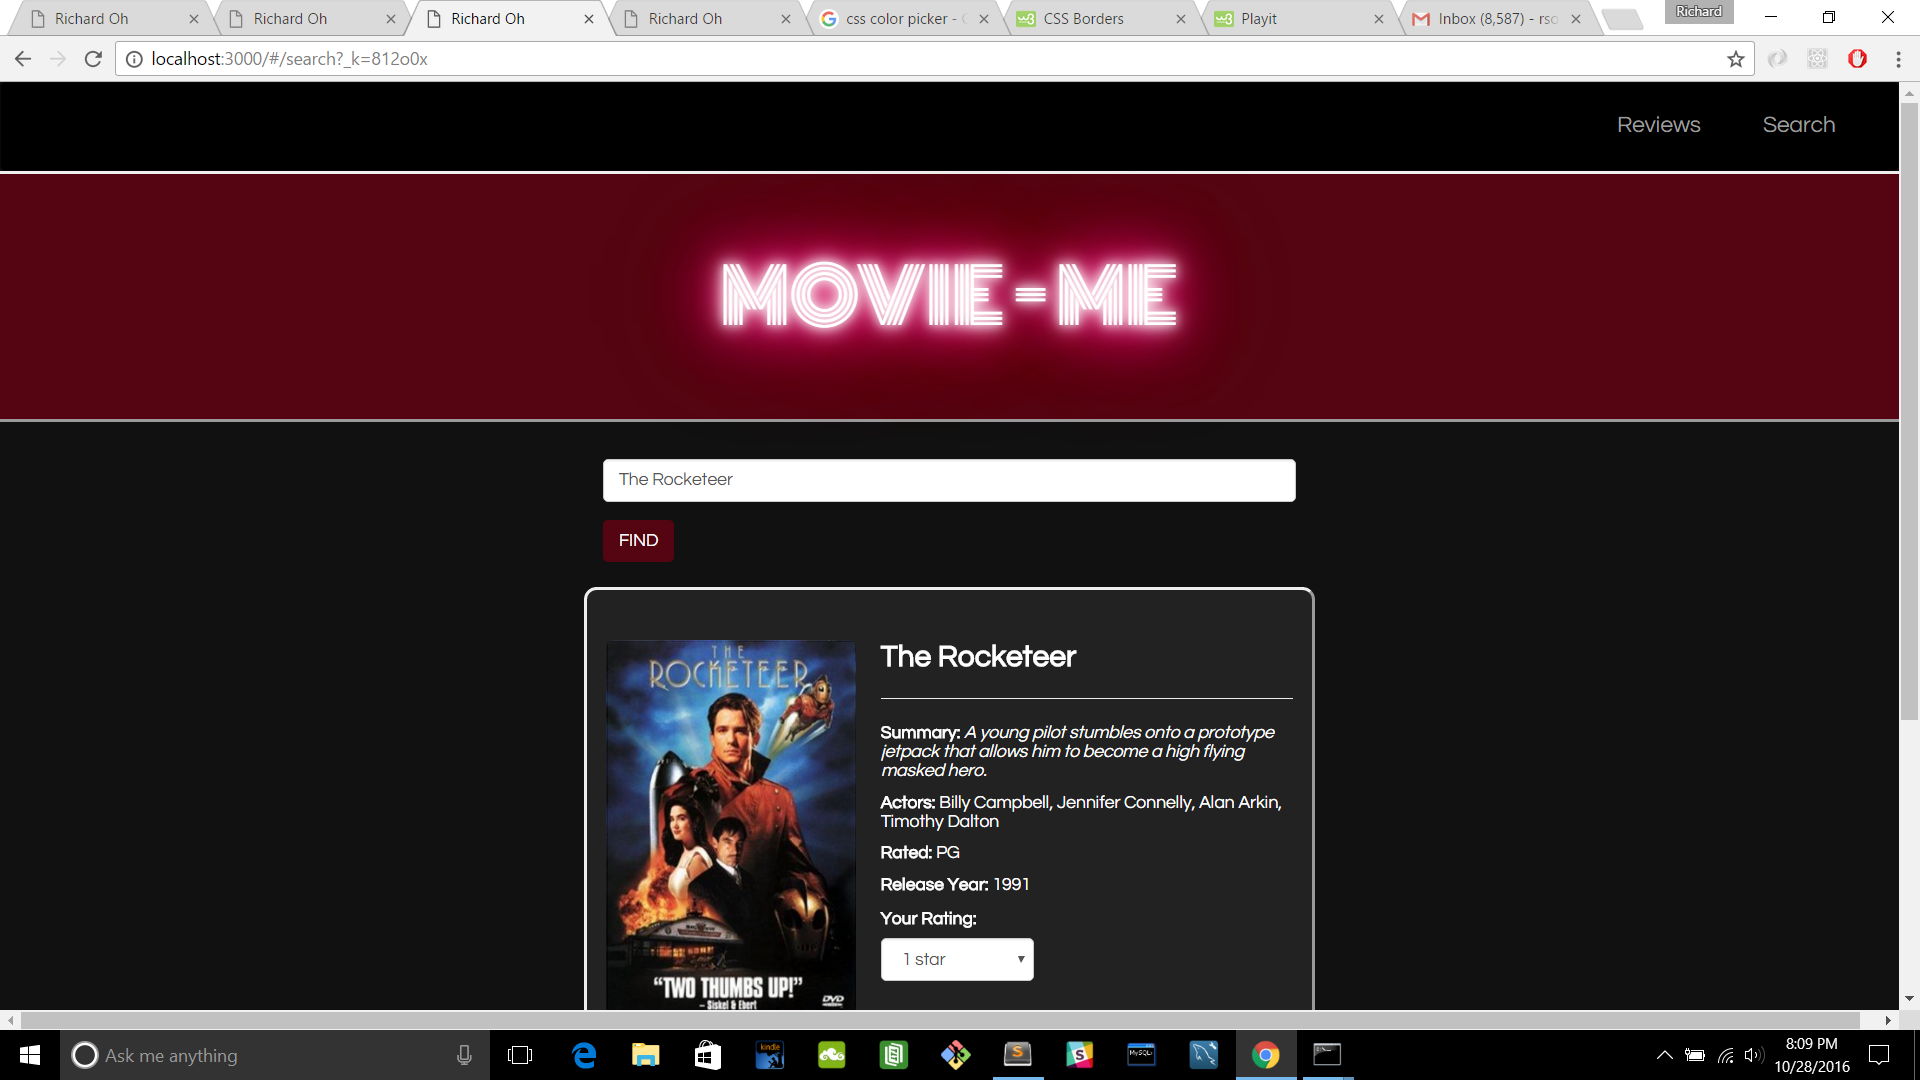 Richard Oh
Richard Oh
Richard Oh
Richard Oh
css color picker -
CSS Borders
Playit
Inbox (8,587) - rso
Richard
localhost:3000/#/search?_k=812o0x
Reviews
Search
MOVIE-ME
The Rocketeer
FIND
THE
ROCKETEER
The Rocketeer
Summary: A young pilot stumbles onto a prototype
jetpack that allows him to become a high flying
masked hero.
Actors: Billy Campbell, Jennifer Connelly, Alan Arkin,
Timothy Dalton
Rated: PG
Release Year: 1991
Your Rating:
1 star
“TWO THUMBS UP!”
– Siskel & Ebert
DVD
Ask me anything
kindle
MySQL
8:09 PM
10/28/2016